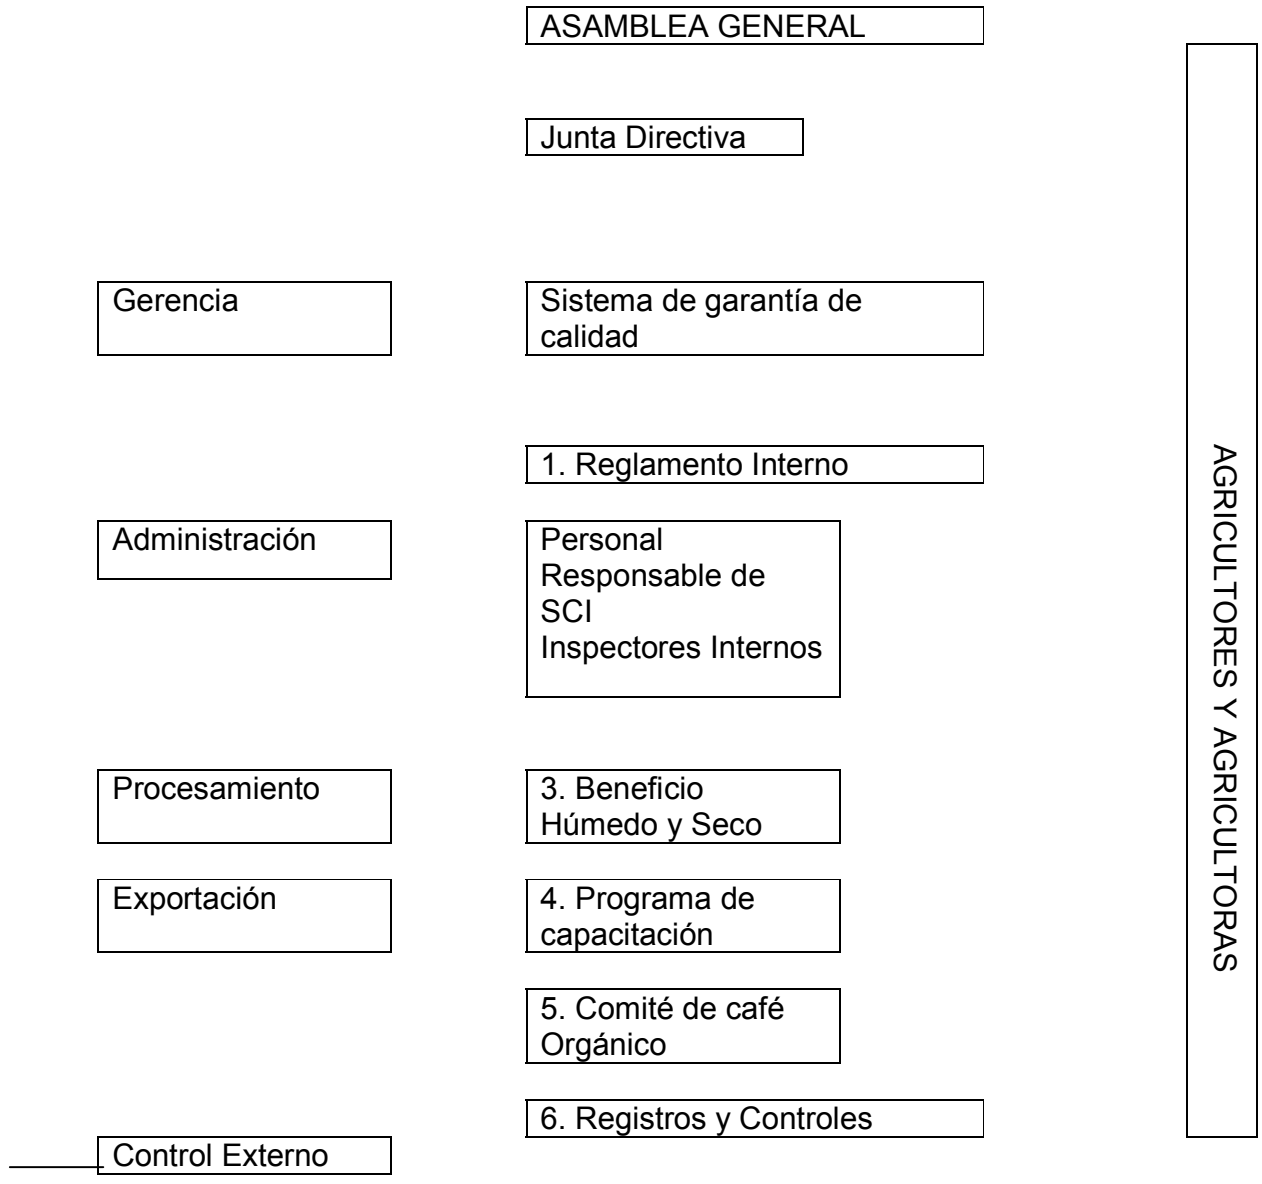 ASAMBLEA GENERAL
Junta Directiva
Gerencia
Sistema de garantía de
calidad
1. Reglamento Interno
Administración
Personal
Responsable de
SCI
Inspectores Internos
Procesamiento
3. Beneficio
Húmedo y Seco
Exportación
4. Programa de
capacitación
5. Comité de café
Orgánico
6. Registros y Controles
Control Externo
AGRICULTORES Y AGRICULTORAS